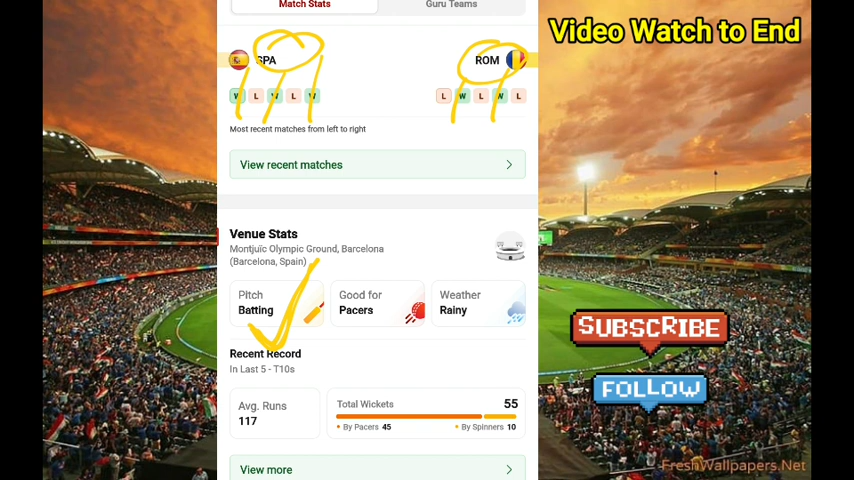 Match Stats
Guru Teams
Video Watch to End
SPA
ROM
W L W L W
L W L W L
Most recent matches from left to right
View recent matches
Venue Stats
Montjuïc Olympic Ground, Barcelona
(Barcelona, Spain)
Pitch
Batting
Good for
Pacers
Weather
Rainy
SUBSCRIBE
Recent Record
In Last 5 - T10s
FOLLOW
Avg. Runs
117
Total Wickets 55
By Pacers 45
By Spinners 10
View more
FreshWallpapers.Net